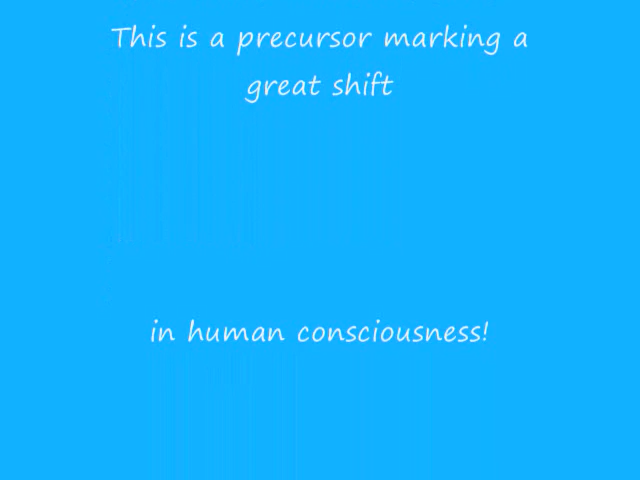 This is a precursor marking a
great shift
in human consciousness!